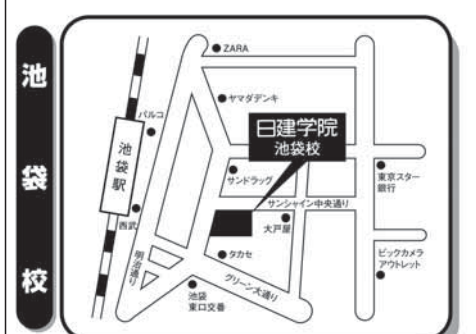 池袋校
ZARA
ヤマダデンキ
パルコ
日建学院
池袋校
池袋駅
サンドラッグ
東京スター
銀行
サンシャイン中央通り
西武
大戸屋
明治通り
タカセ
ビックカメラ
アウトレット
グリーン大通り
池袋
東口交番